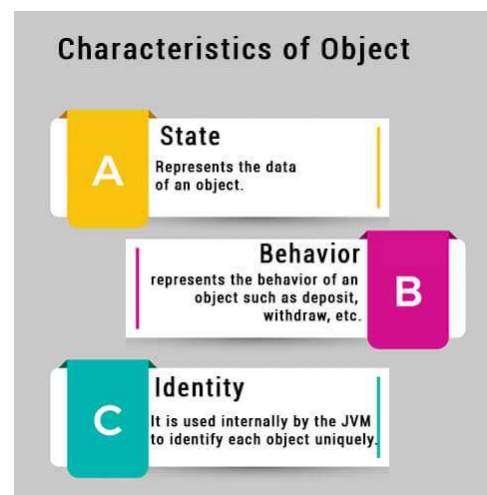 Characteristics of Object
A
State
Represents the data
of an object.
Behavior
represents the behavior of an
object such as deposit,
withdraw, etc.
B
C
Identity
It is used internally by the JVM
to identify each object uniquely.